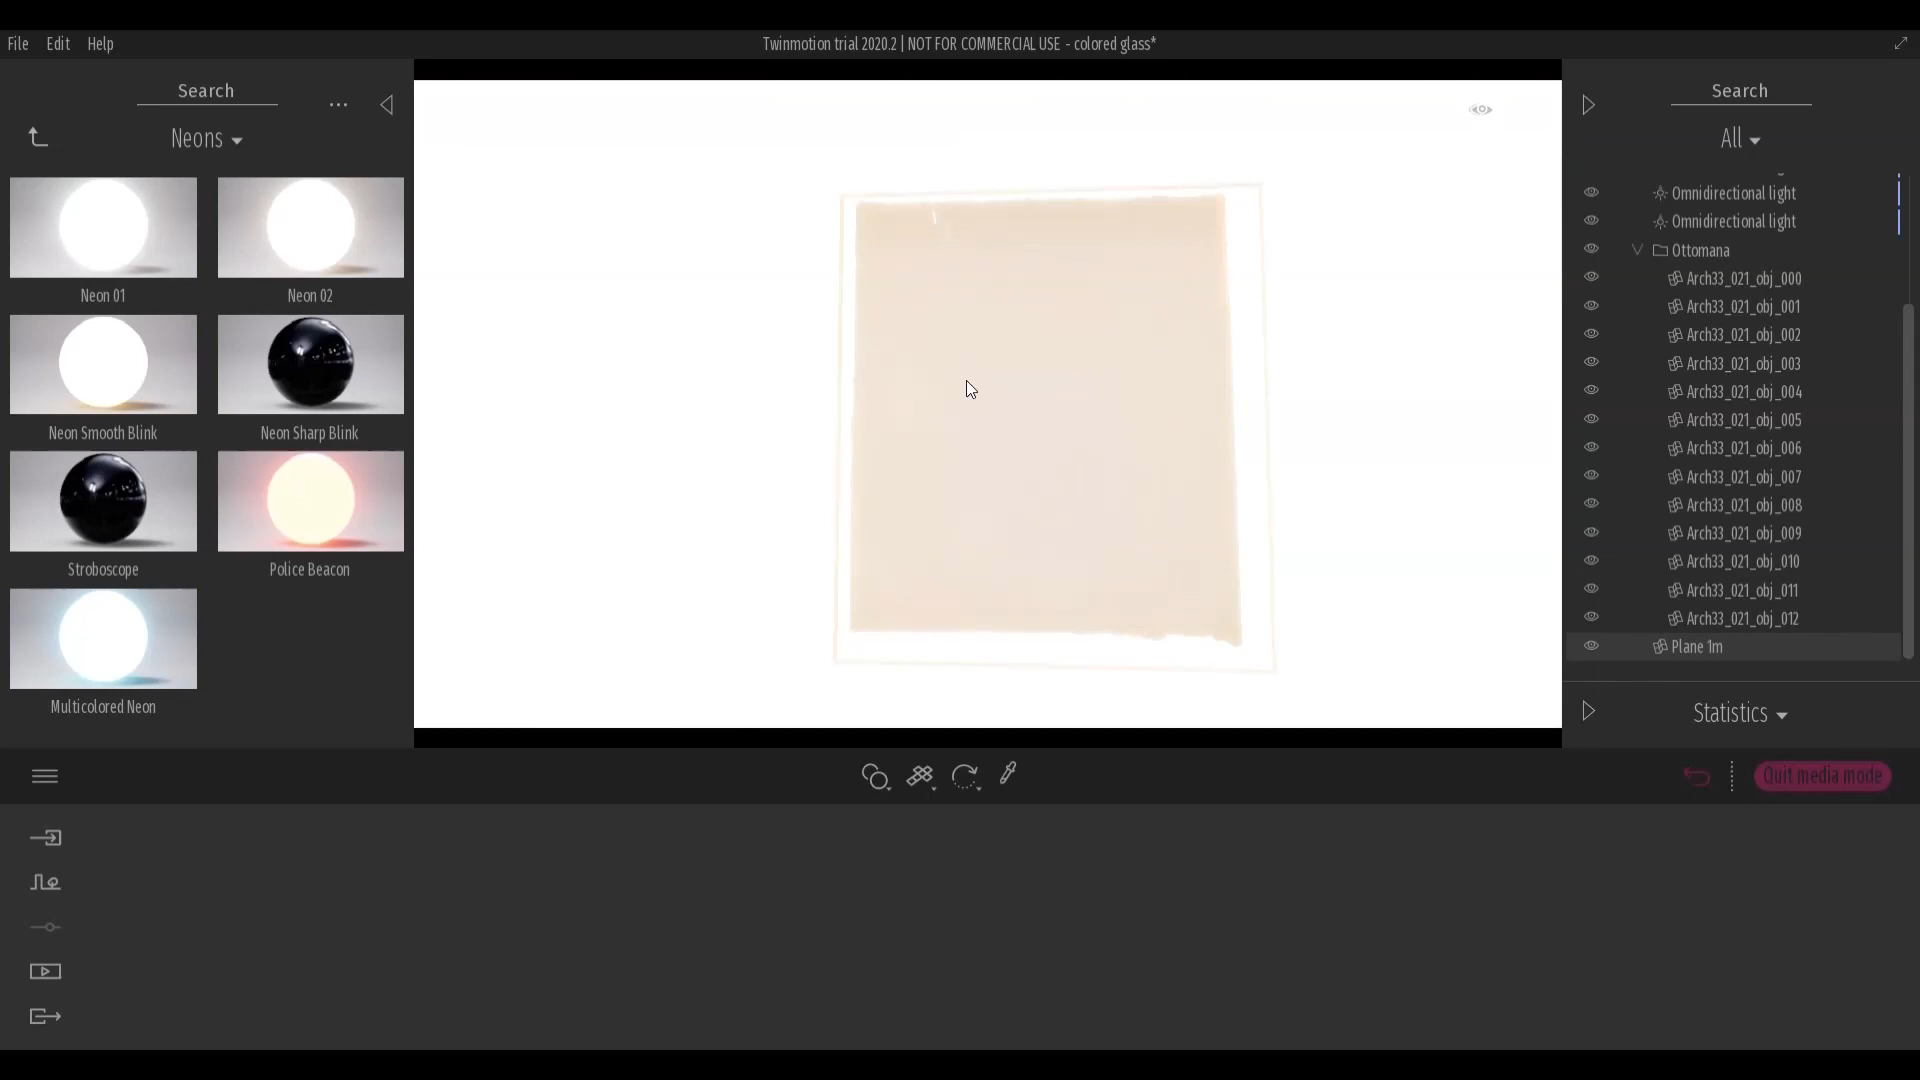 File Edit Help
Twinmotion trial 2020.2 | NOT FOR COMMERCIAL USE - colored glass*
Search
...
Neons
Neon 01
Neon 02
Neon Smooth Blink
Neon Sharp Blink
Stroboscope
Police Beacon
Multicolored Neon
Search
All
Omnidirectional light
Omnidirectional light
Ottomana
Arch33_021_obj_000
Arch33_021_obj_001
Arch33_021_obj_002
Arch33_021_obj_003
Arch33_021_obj_004
Arch33_021_obj_005
Arch33_021_obj_006
Arch33_021_obj_007
Arch33_021_obj_008
Arch33_021_obj_009
Arch33_021_obj_010
Arch33_021_obj_011
Arch33_021_obj_012
Plane 1m
Statistics
Quit media mode